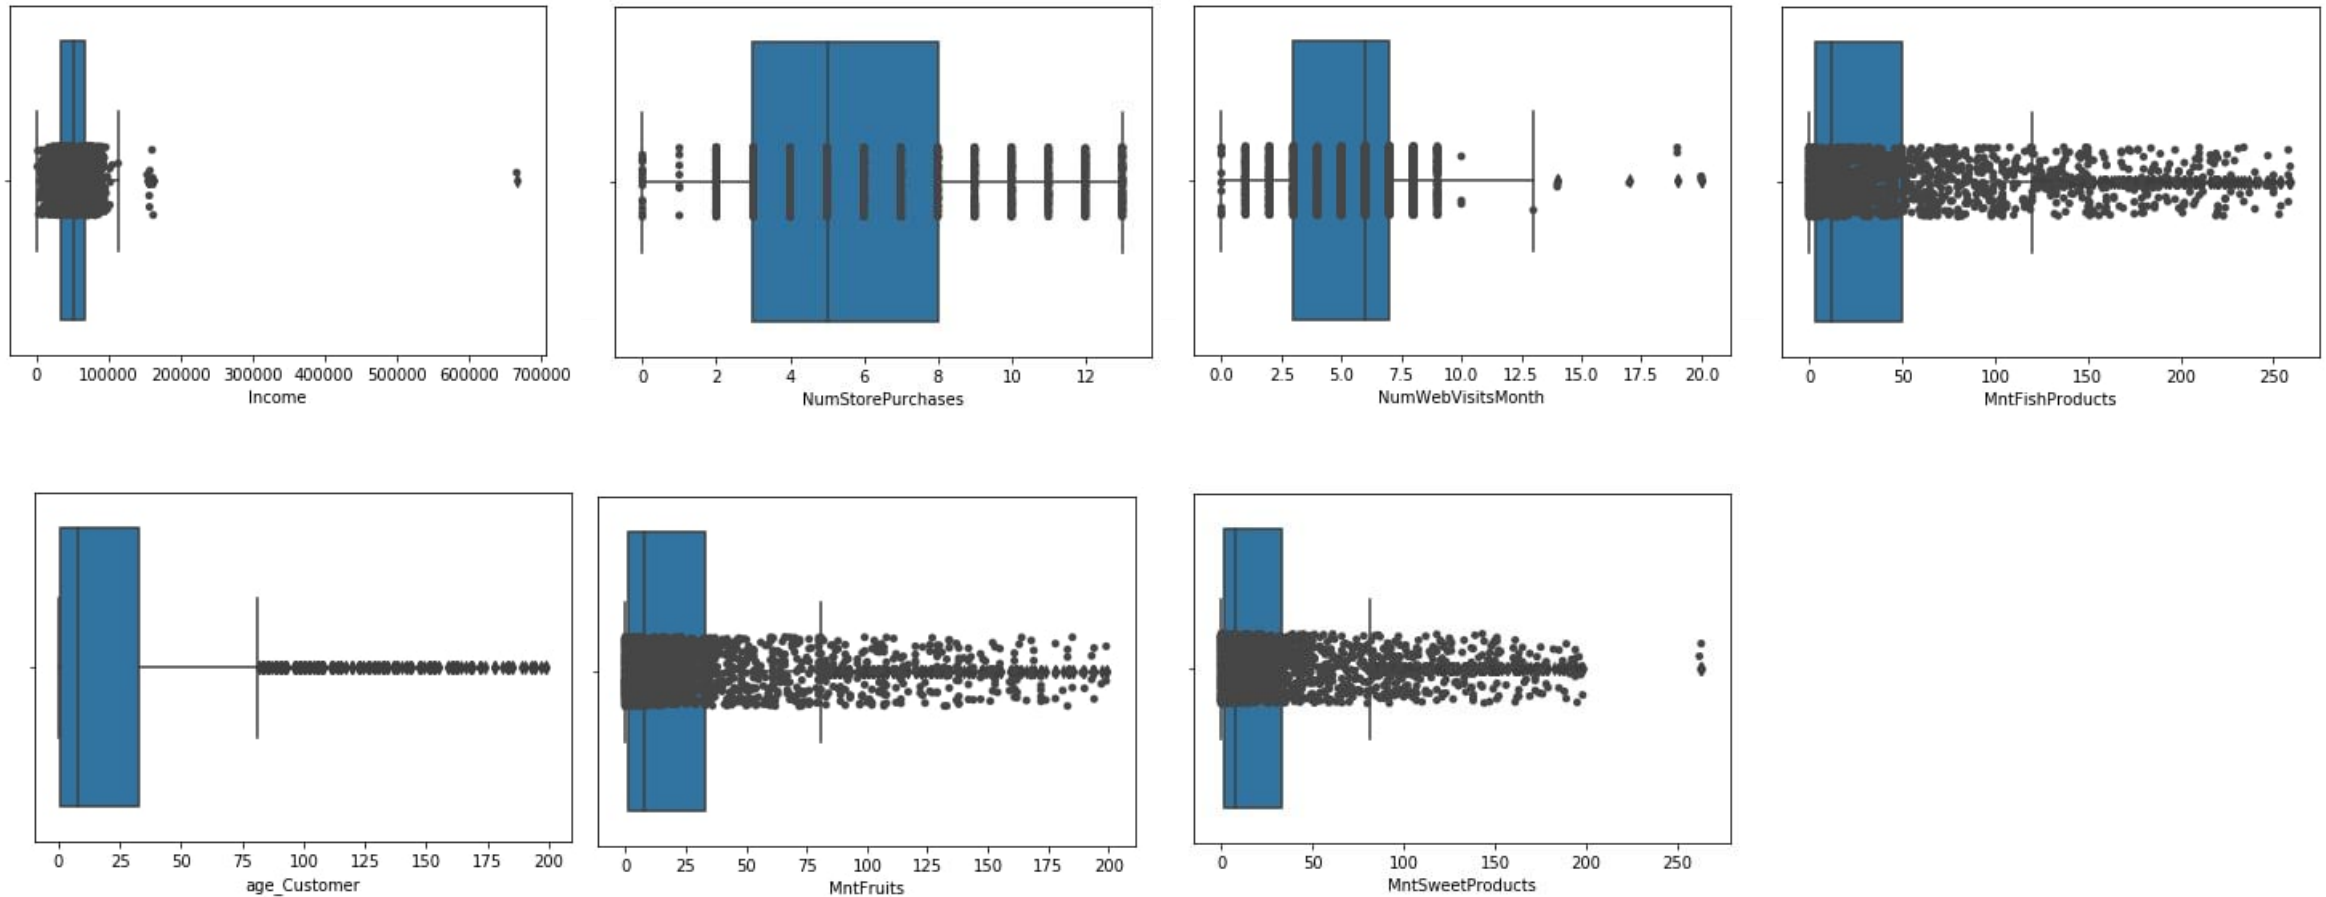 0 100000 200000 300000 400000 500000 600000 700000
Income
0 2 4 6 8 10 12
NumStorePurchases
0.0 2.5 5.0 7.5 10.0 12.5 15.0 17.5 20.0
NumWebVisitsMonth
0 50 100 150 200 250
MntFishProducts
0 25 50 75 100 125 150 175 200
age_Customer
0 25 50 75 100 125 150 175 200
MntFruits
0 50 100 150 200 250
MntSweetProducts